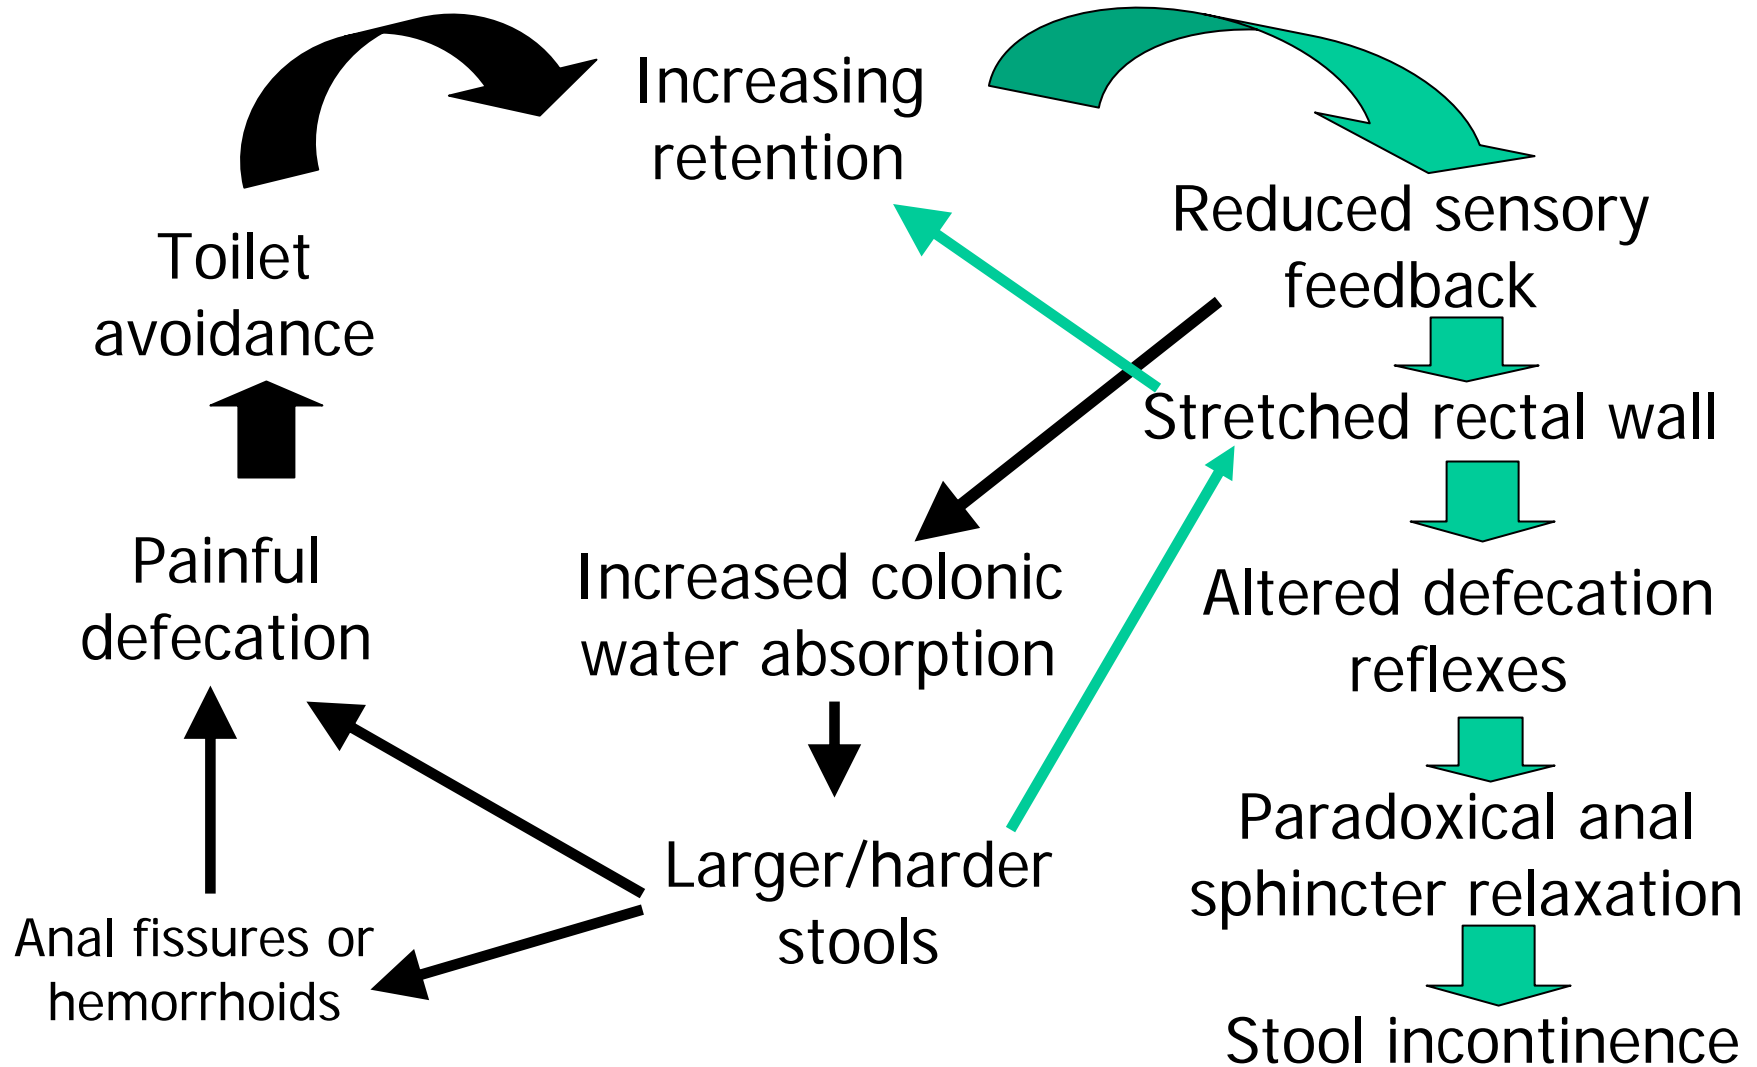 Increasing
retention
Reduced sensory
feedback
Toilet
avoidance
Stretched rectal wall
Painful
defecation
Increased colonic
water absorption
Altered defecation
reflexes
Paradoxical anal
sphincter relaxation
Larger/harder
stools
Anal fissures or
hemorrhoids
Stool incontinence